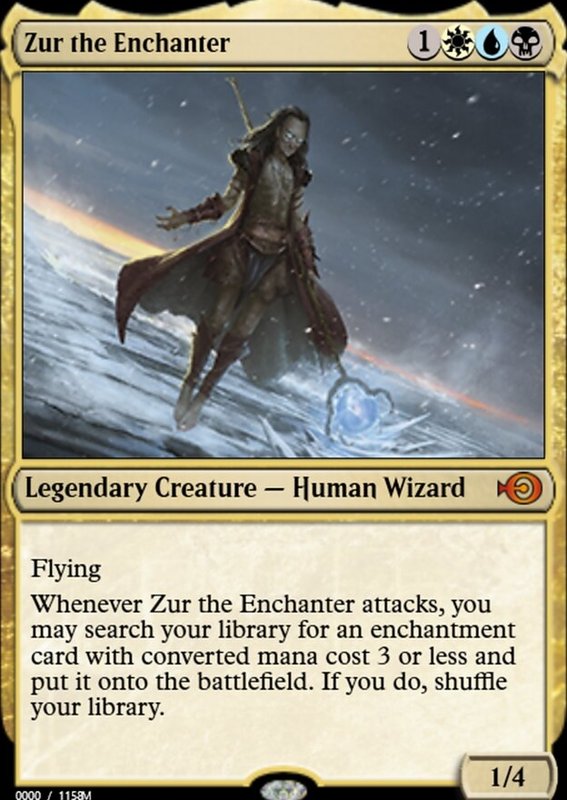 Zur the Enchanter 1
Legendary Creature — Human Wizard
Flying
Whenever Zur the Enchanter attacks, you
may search your library for an enchantment
card with converted mana cost 3 or less and
put it onto the battlefield. If you do, shuffle
your library.
1/4
0000 / 1158M